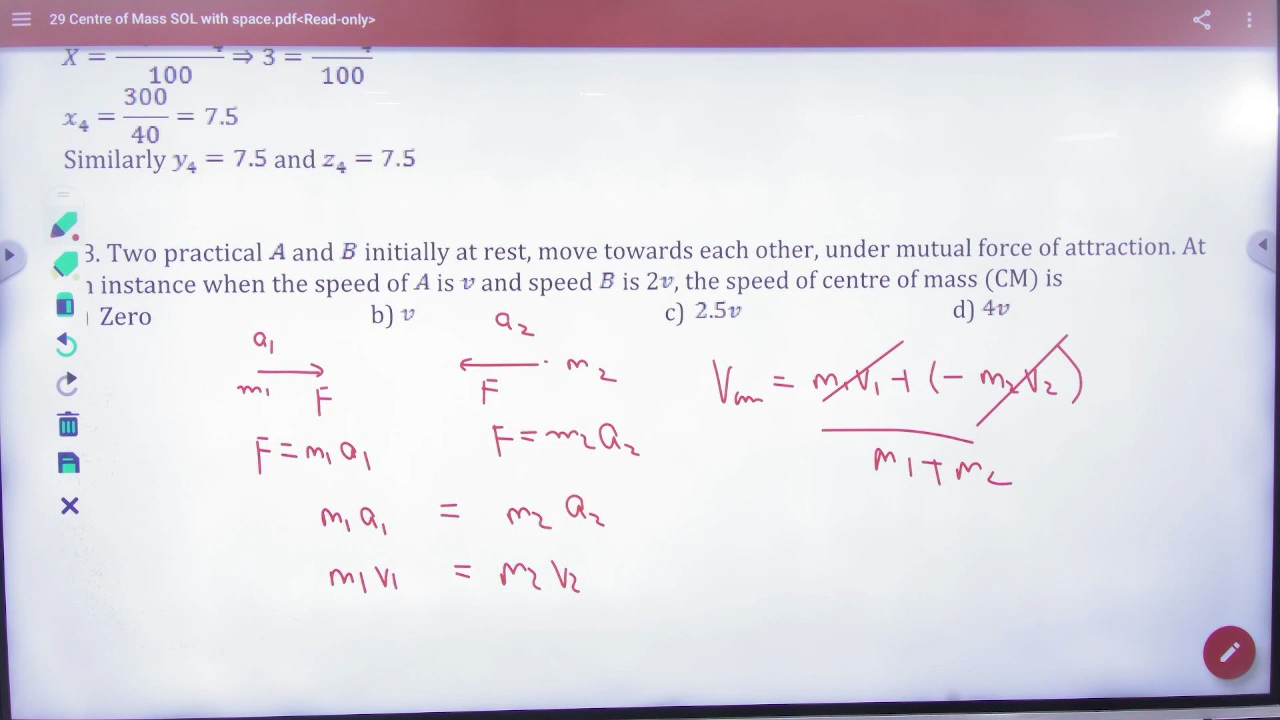 29 Centre of Mass SOL with space.pdf<Read-only>
X = ⇒ 3 =
100 100
x₄ = 300/40 = 7.5
Similarly y₄ = 7.5 and z₄ = 7.5
3. Two practical A and B initially at rest, move towards each other, under mutual force of attraction. At
instance when the speed of A is v and speed B is 2v, the speed of centre of mass (CM) is
Zero b) v c) 2.5v d) 4v
a₁ a₂
m₁ F F m₂
F = m₁a₁ F = m₂a₂
m₁a₁ = m₂a₂
m₁v₁ = m₂v₂
Vcm = m₁v₁ + (- m₂v₂)
m₁ + m₂